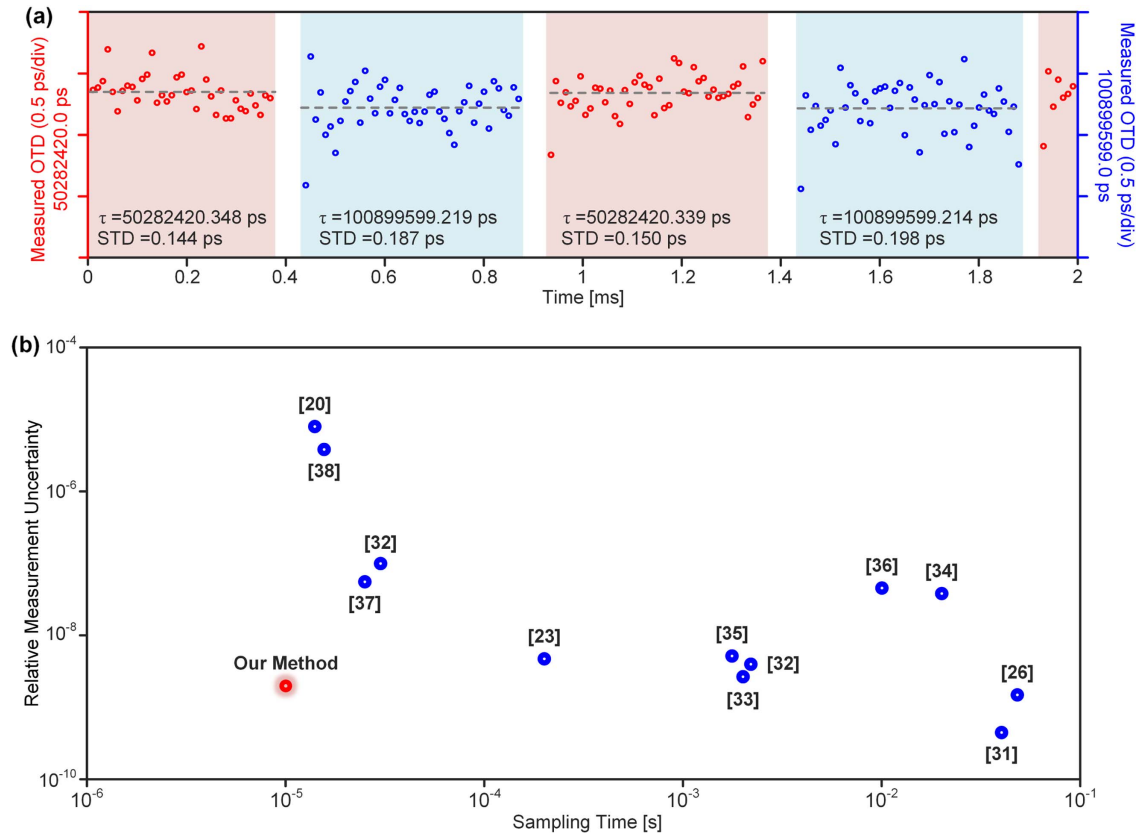 (a)
Measured OTD (0.5 ps/div)
50282420.0 ps
τ =50282420.348 ps
STD =0.144 ps
τ =100899599.219 ps
STD =0.187 ps
τ =50282420.339 ps
STD =0.150 ps
τ =100899599.214 ps
STD =0.198 ps
Measured OTD (0.5 ps/div)
100899599.0 ps
0 0.2 0.4 0.6 0.8 1 1.2 1.4 1.6 1.8 2
Time [ms]
(b)
Relative Measurement Uncertainty
10⁻⁴
10⁻⁶
10⁻⁸
10⁻¹⁰
[20]
[38]
[32]
[37]
[36]
[34]
[23]
[35]
[32]
[33]
Our Method
[26]
[31]
10⁻⁶ 10⁻⁵ 10⁻⁴ 10⁻³ 10⁻² 10⁻¹
Sampling Time [s]